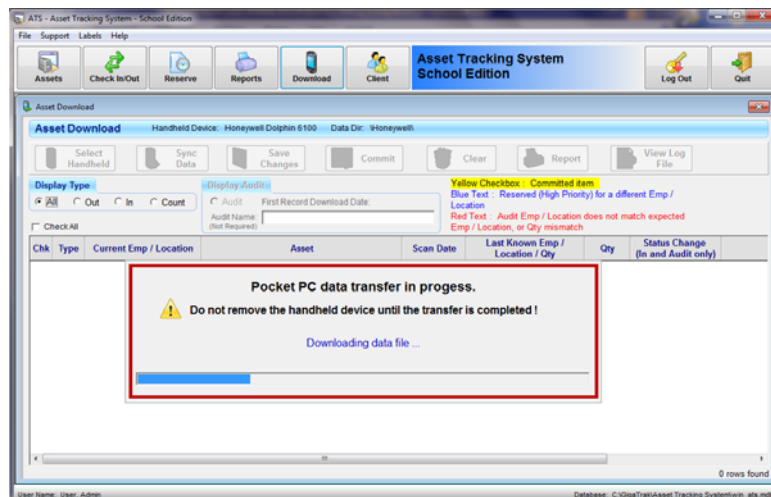 ATS - Asset Tracking System - School Edition
File Support Labels Help
Assets Check In/Out Reserve Reports Download Client
Asset Tracking System
School Edition
Log Out Quit
Asset Download
Asset Download Handheld Device: Honeywell Dolphin 6100 Data Dir: \Honeywell\
Select Handheld
Sync Data
Save Changes
Commit
Clear
Report
View Log File
Display Type
All Out In Count
Check All
Display Audit
Audit First Record Download Date:
Audit Name:
(Not Required)
Yellow Checkbox : Committed item
Blue Text : Reserved (High Priority) for a different Emp /
Location
Red Text : Audit Emp / Location does not match expected
Emp / Location, or Qty mismatch
Chk Type Current Emp / Location Asset Scan Date Last Known Emp / Location / Qty Qty Status Change (In and Audit only)
Pocket PC data transfer in progess.
Do not remove the handheld device until the transfer is completed !
Downloading data file ...
0 rows found
User Name: User, Admin
Database: C:\GigaTrak\Asset Tracking System\win_ats.mdb